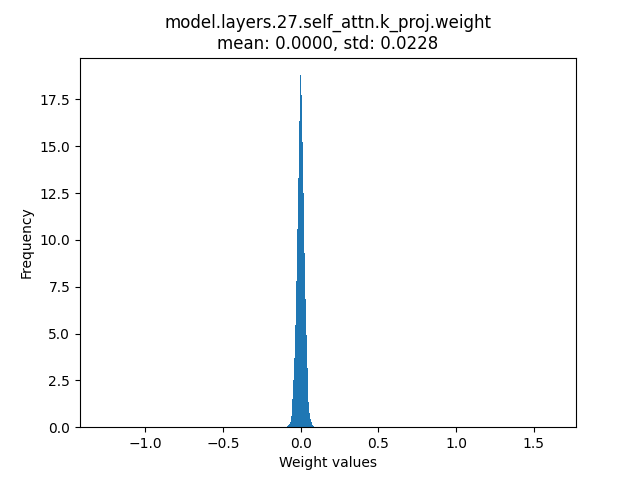 model.layers.27.self_attn.k_proj.weight
mean: 0.0000, std: 0.0228
17.5
15.0
12.5
10.0
7.5
5.0
2.5
0.0
Frequency
−1.0 −0.5 0.0 0.5 1.0 1.5
Weight values